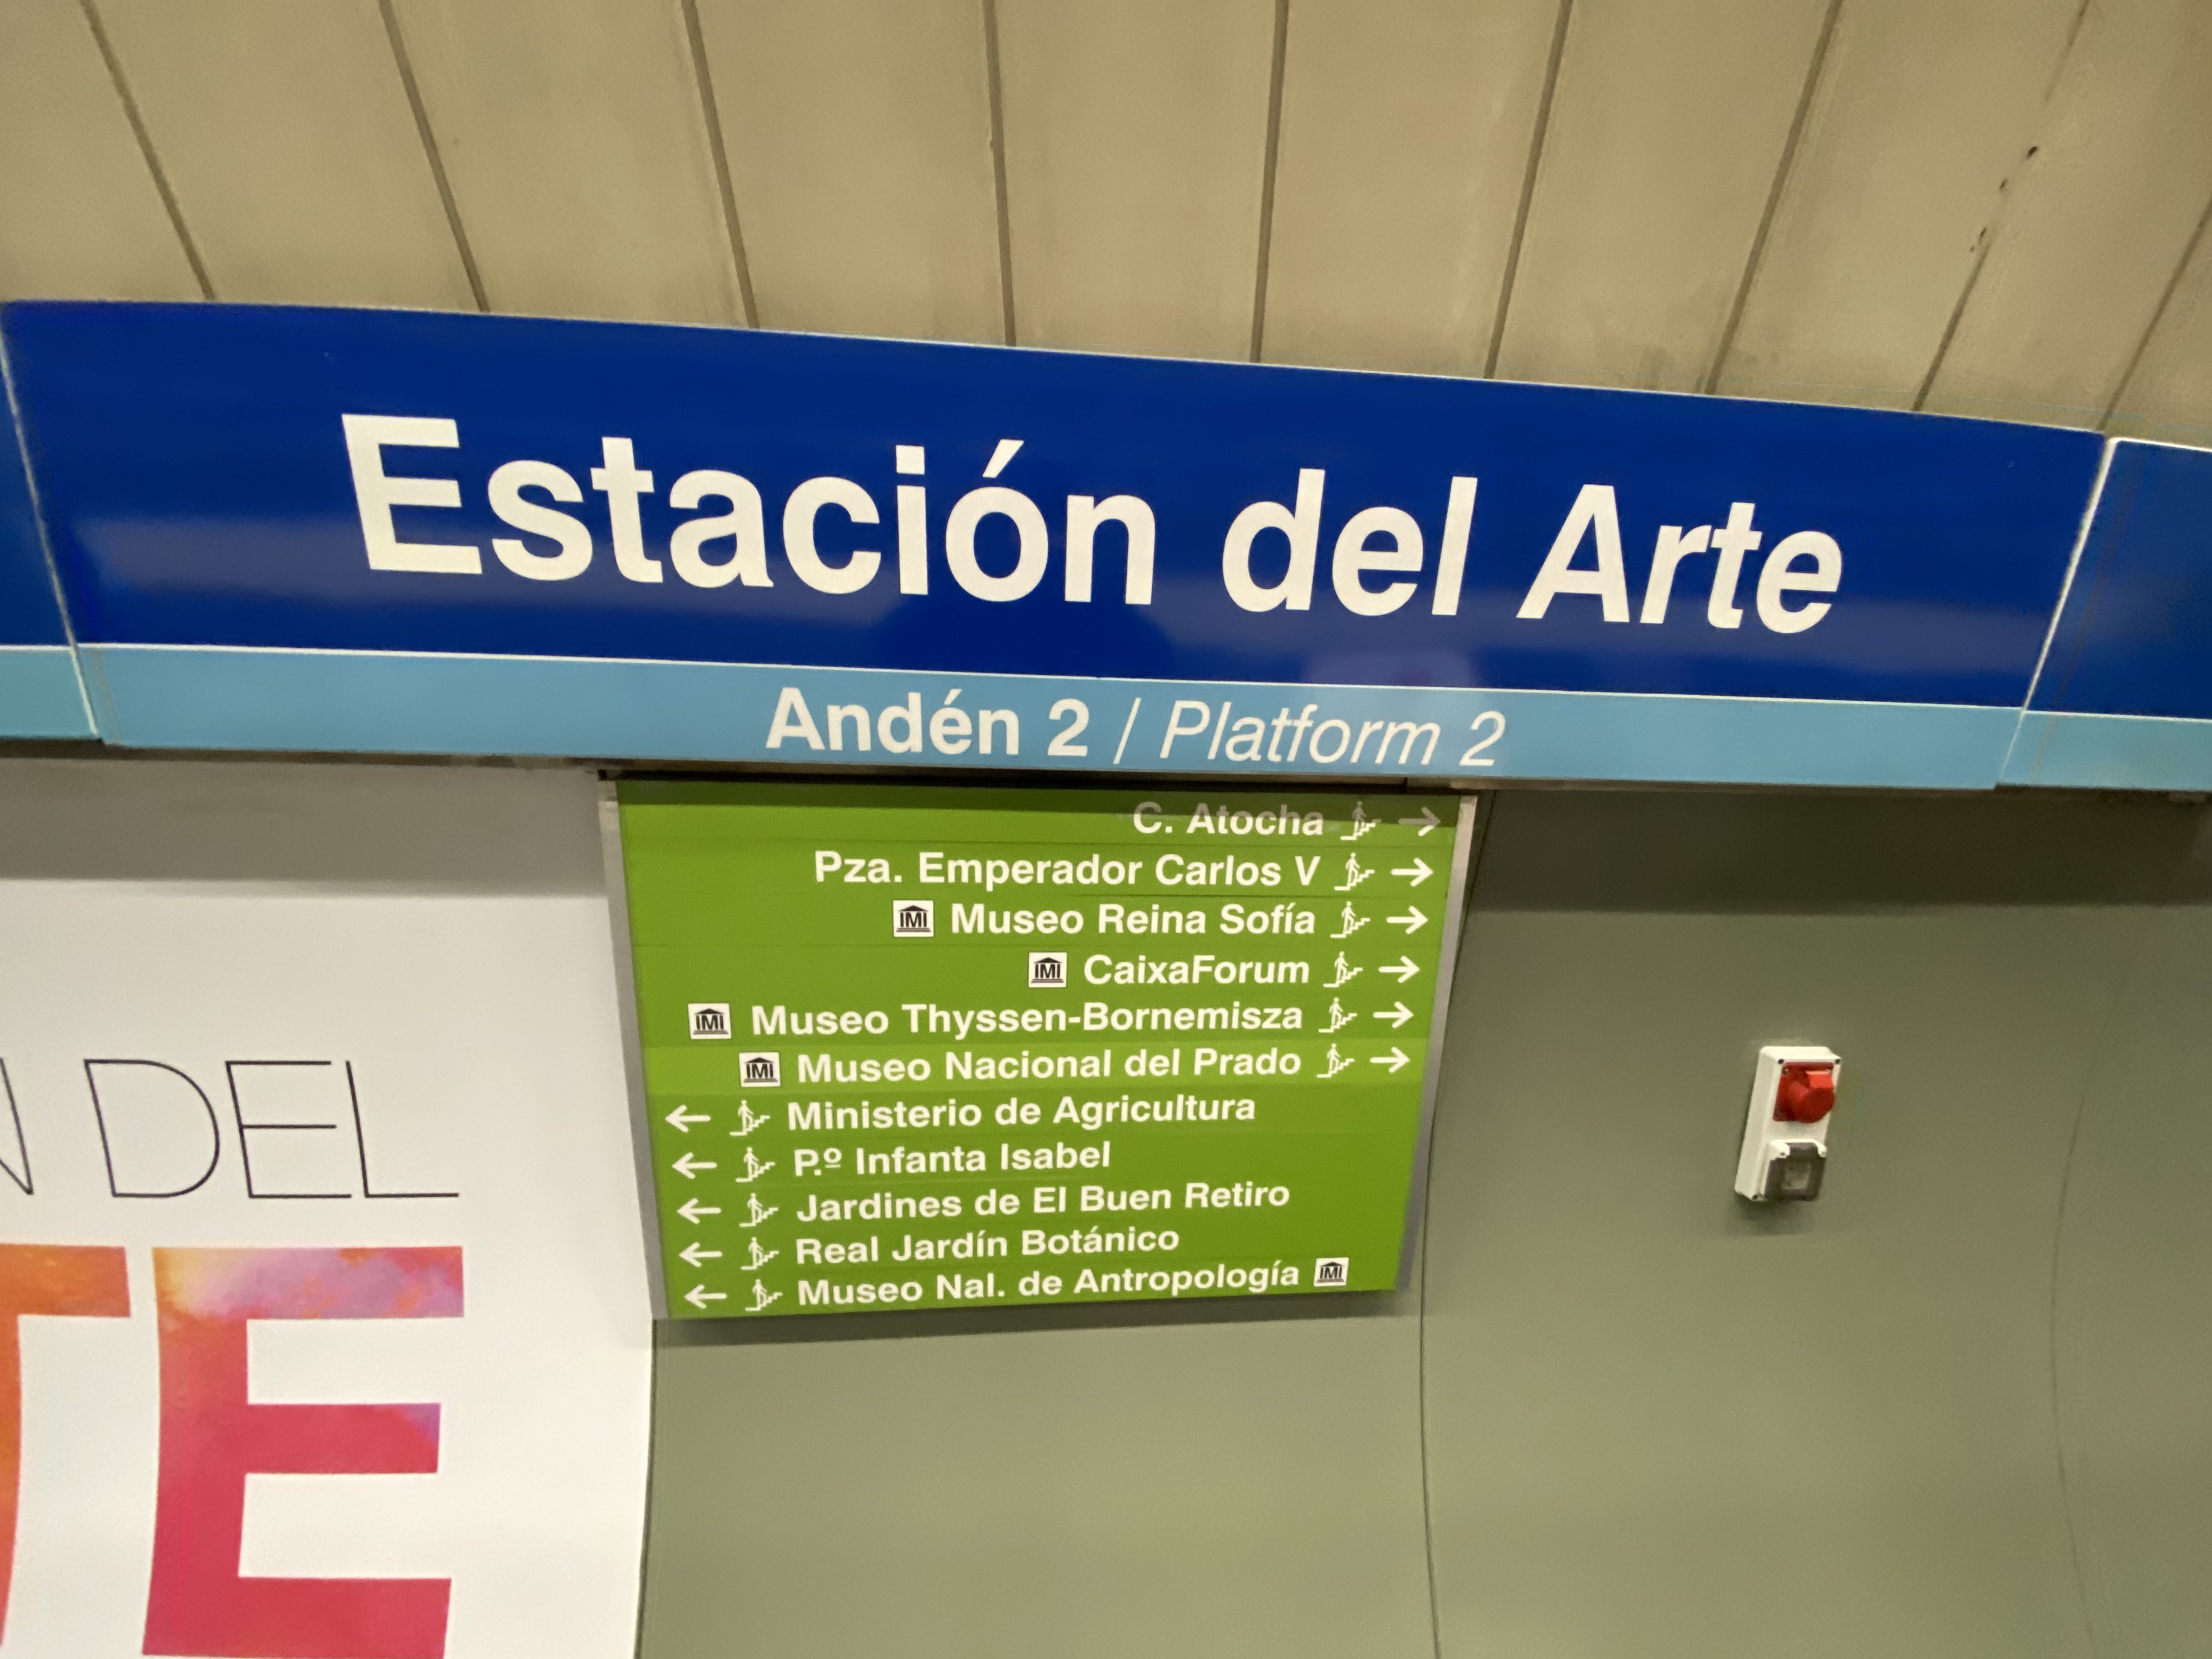 Estación del Arte
Andén 2 / Platform 2
C. Atocha →
Pza. Emperador Carlos V →
Museo Reina Sofía →
CaixaForum →
Museo Thyssen-Bornemisza →
Museo Nacional del Prado →
← Ministerio de Agricultura
← P.º Infanta Isabel
← Jardines de El Buen Retiro
← Real Jardín Botánico
← Museo Nal. de Antropología
N DEL
TE